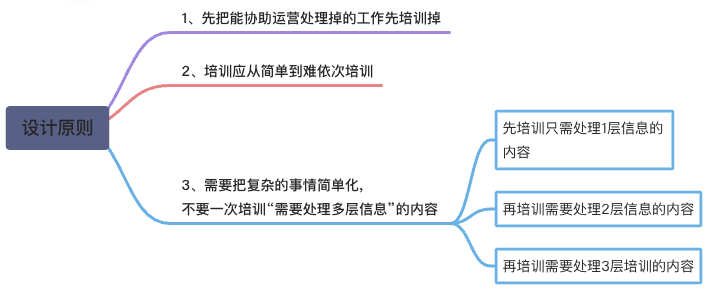 设计原则
1、先把能协助运营处理掉的工作先培训掉
2、培训应从简单到难依次培训
3、需要把复杂的事情简单化，
不要一次培训“需要处理多层信息”的内容
先培训只需处理1层信息的
内容
再培训需要处理2层信息的内容
再培训需要处理3层培训的内容